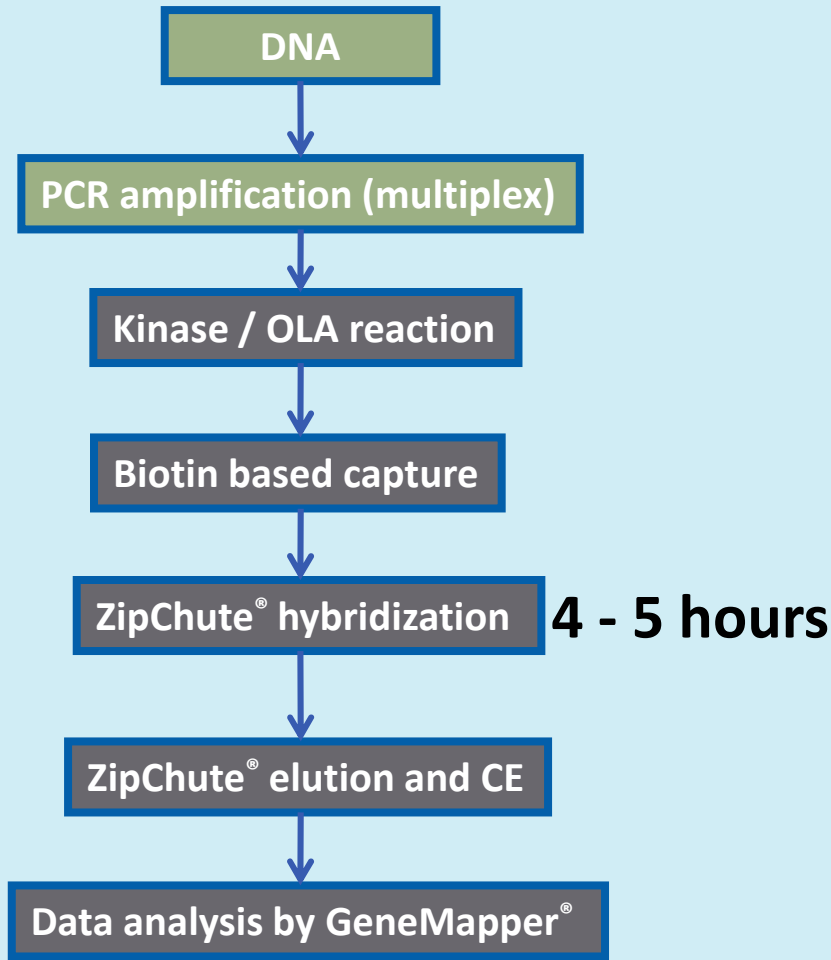 DNA
PCR amplification (multiplex)
Kinase / OLA reaction
Biotin based capture
ZipChute® hybridization 4 - 5 hours
ZipChute® elution and CE
Data analysis by GeneMapper®